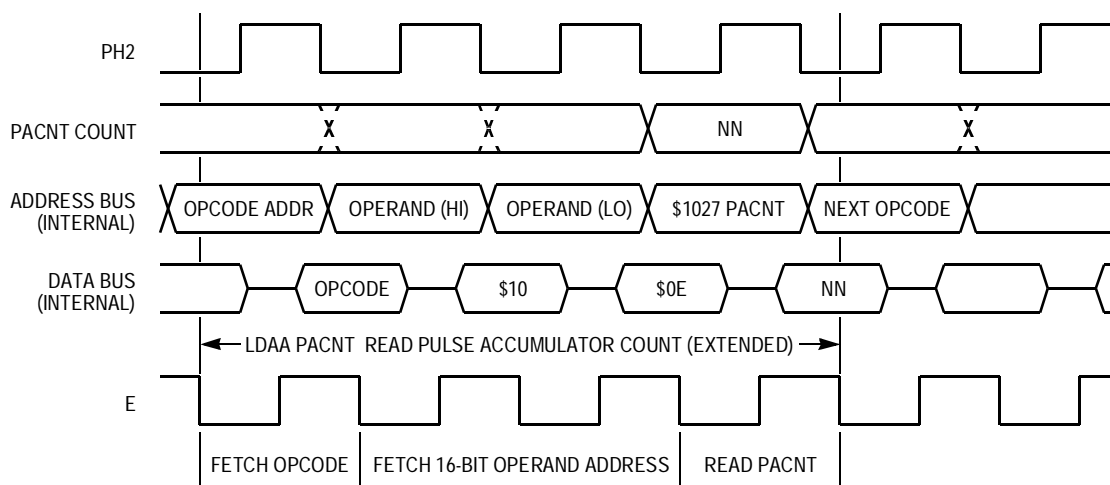 PH2
PACNT COUNT
X X NN X
ADDRESS BUS
(INTERNAL)
OPCODE ADDR OPERAND (HI) OPERAND (LO) $1027 PACNT NEXT OPCODE
DATA BUS
(INTERNAL)
OPCODE $10 $0E NN
LDAA PACNT READ PULSE ACCUMULATOR COUNT (EXTENDED)
E
FETCH OPCODE FETCH 16-BIT OPERAND ADDRESS READ PACNT